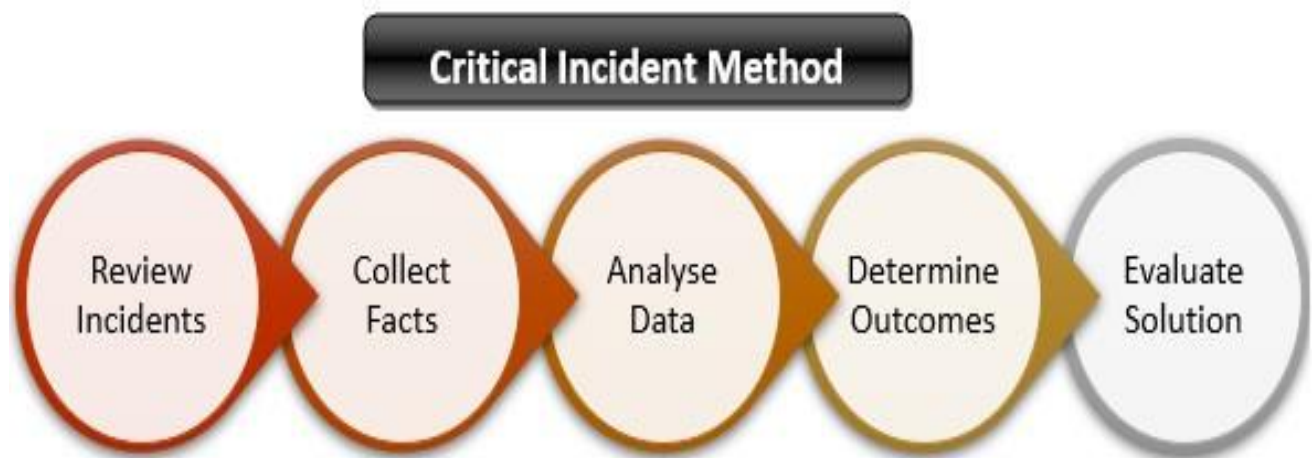 Critical Incident Method
Review
Incidents
Collect
Facts
Analyse
Data
Determine
Outcomes
Evaluate
Solution